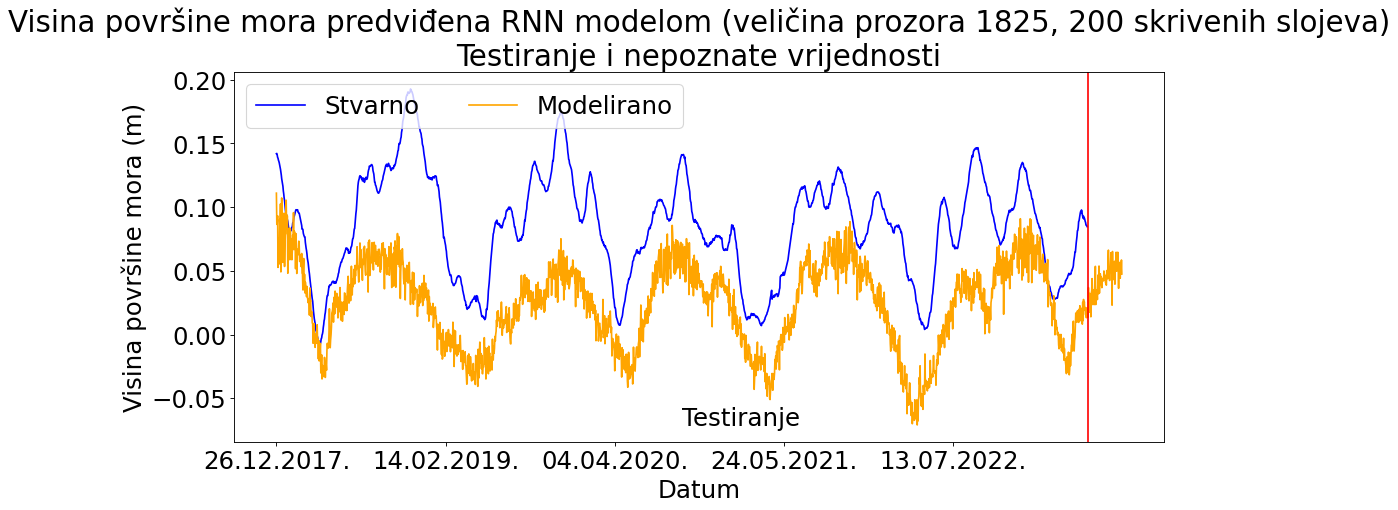 Visina površine mora predviđena RNN modelom (veličina prozora 1825, 200 skrivenih slojeva)
Testiranje i nepoznate vrijednosti
Stvarno
Modelirano
Visina površine mora (m)
0.20
0.15
0.10
0.05
0.00
−0.05
Testiranje
26.12.2017.
14.02.2019.
04.04.2020.
24.05.2021.
13.07.2022.
Datum